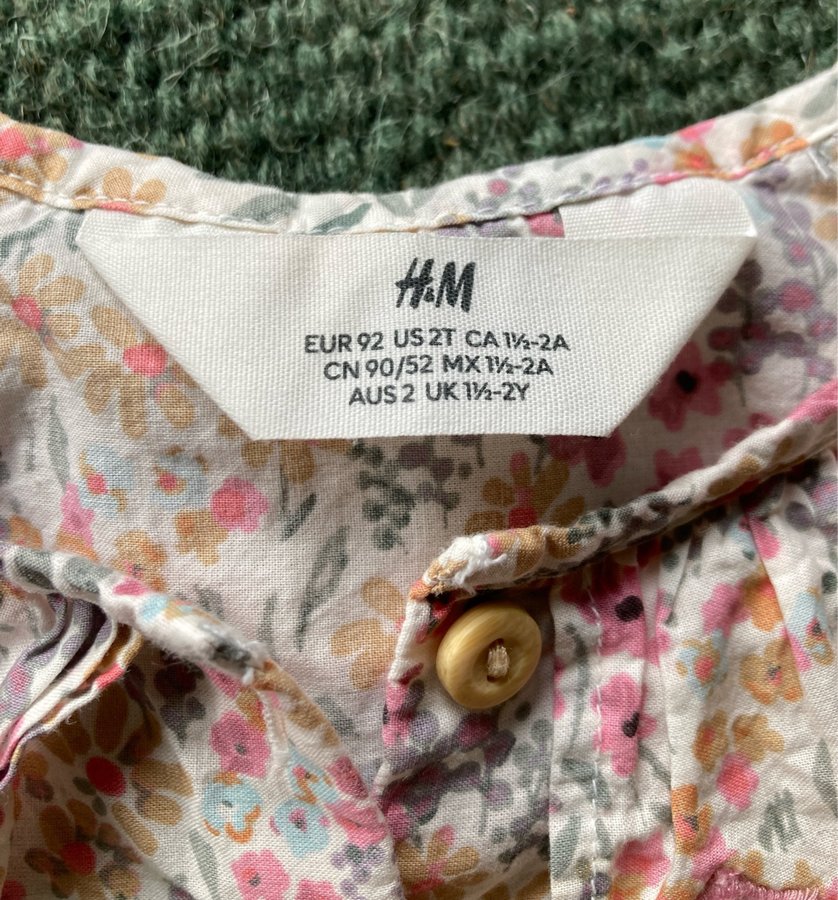 H&M
EUR 92 US 2T CA 1½-2A
CN 90/52 MX 1½-2A
AUS 2 UK 1½-2Y